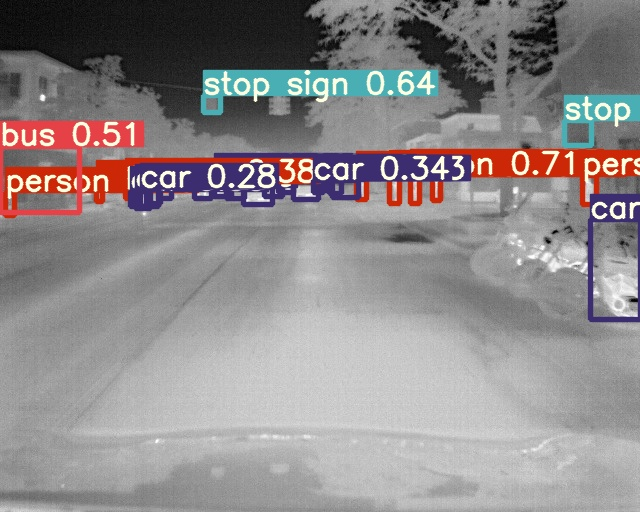 stop sign 0.64
stop
bus 0.51
person
car 0.28
38
car 0.343
n 0.71
pers
car